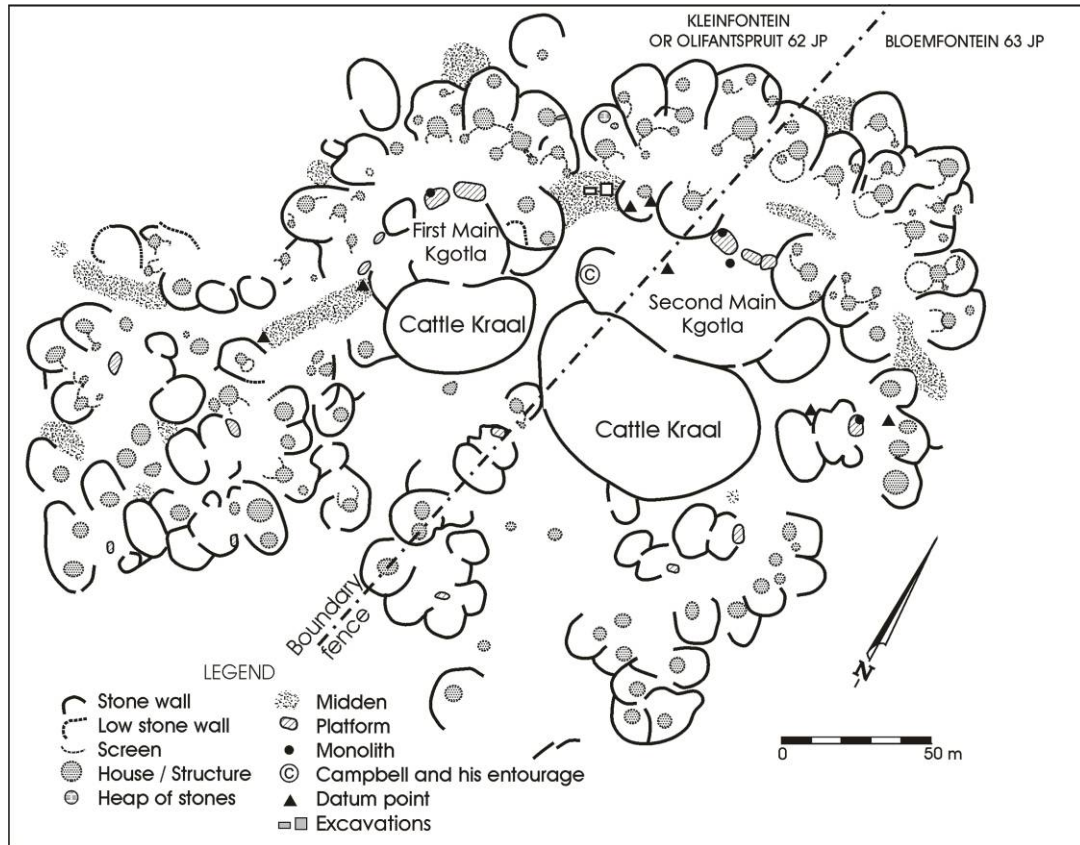 KLEINFONTEIN
OR OLIFANTSPRUIT 62 JP
BLOEMFONTEIN 63 JP
First Main
Kgotla
Cattle Kraal
C
Second Main
Kgotla
Cattle Kraal
Boundary
fence
N
LEGEND
Stone wall
Low stone wall
Screen
House / Structure
Heap of stones
Midden
Platform
Monolith
C Campbell and his entourage
Datum point
Excavations
0 50 m